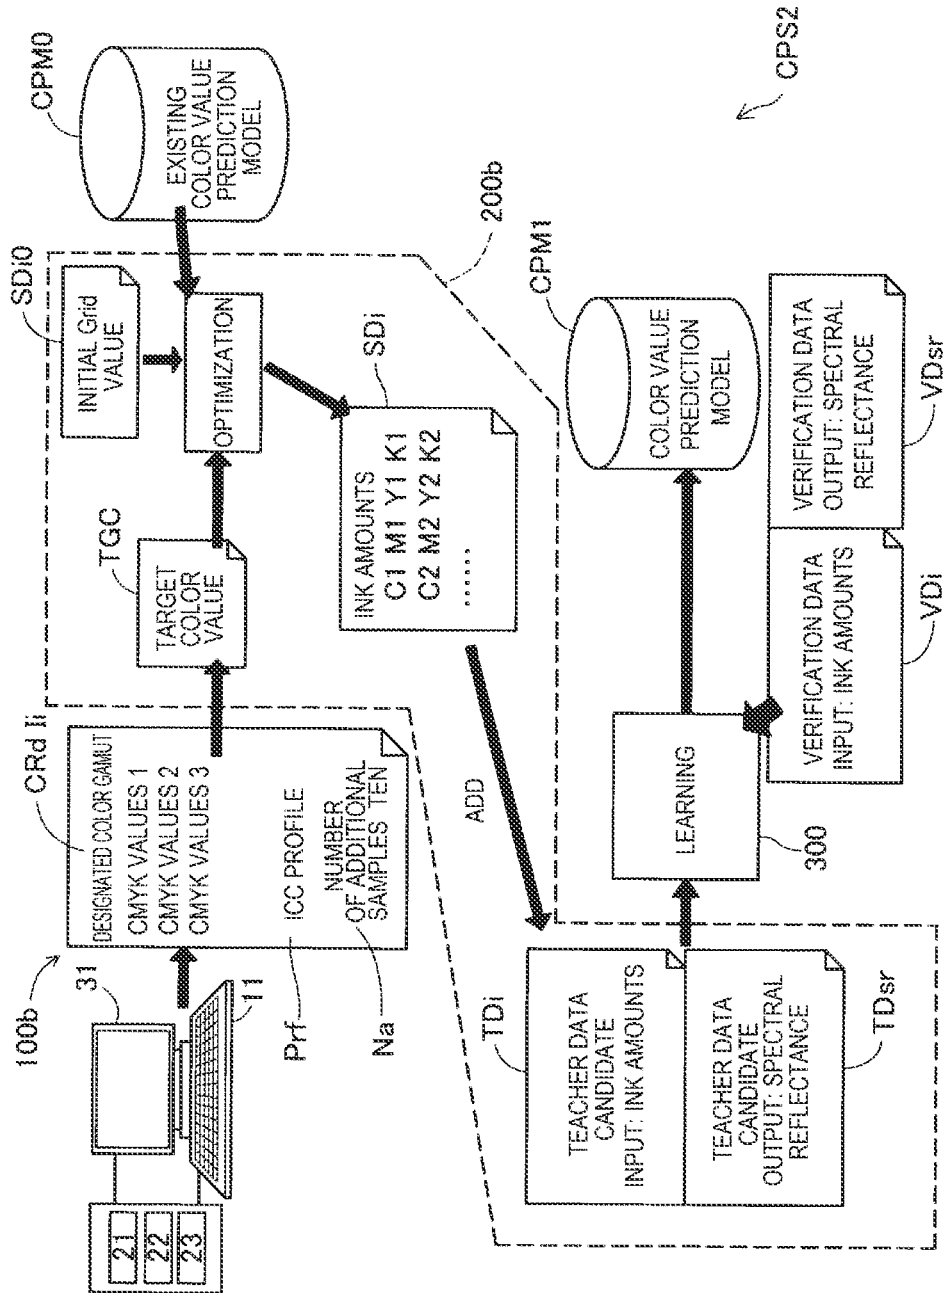 100b
31
21
22
23
11
CRd Ii
DESIGNATED COLOR GAMUT
CMYK VALUES 1
CMYK VALUES 2
CMYK VALUES 3
ICC PROFILE
NUMBER
OF ADDITIONAL
SAMPLES TEN
Prf
Na
TGC
TARGET
COLOR
VALUE
SDi0
INITIAL Grid
VALUE
OPTIMIZATION
CPM0
EXISTING
COLOR VALUE
PREDICTION
MODEL
SDi
INK AMOUNTS
C1 M1 Y1 K1
C2 M2 Y2 K2
......
200b
ADD
TDi
TEACHER DATA
CANDIDATE
INPUT: INK AMOUNTS
TEACHER DATA
CANDIDATE
OUTPUT: SPECTRAL
REFLECTANCE
TDsr
LEARNING
300
CPM1
COLOR VALUE
PREDICTION
MODEL
VERIFICATION DATA
INPUT: INK AMOUNTS
VDi
VERIFICATION DATA
OUTPUT: SPECTRAL
REFLECTANCE
VDsr
CPS2